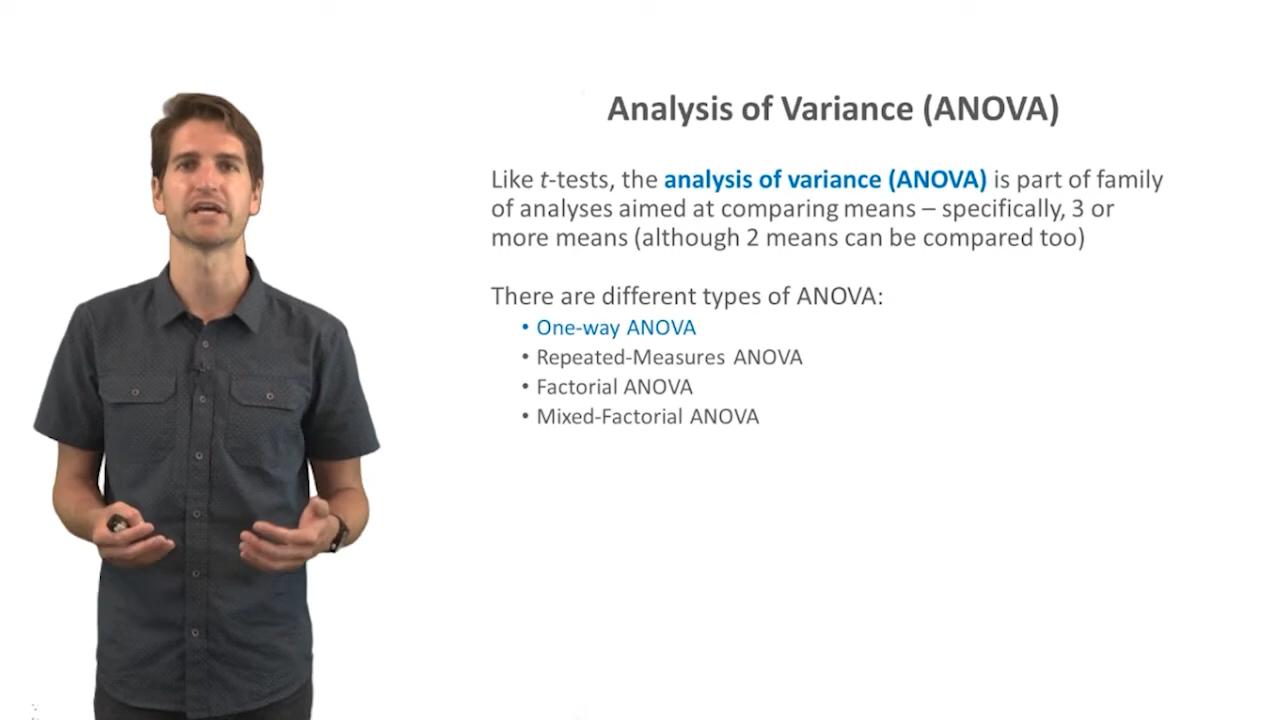 Analysis of Variance (ANOVA)
Like t-tests, the analysis of variance (ANOVA) is part of family
of analyses aimed at comparing means – specifically, 3 or
more means (although 2 means can be compared too)
There are different types of ANOVA:
• One-way ANOVA
• Repeated-Measures ANOVA
• Factorial ANOVA
• Mixed-Factorial ANOVA